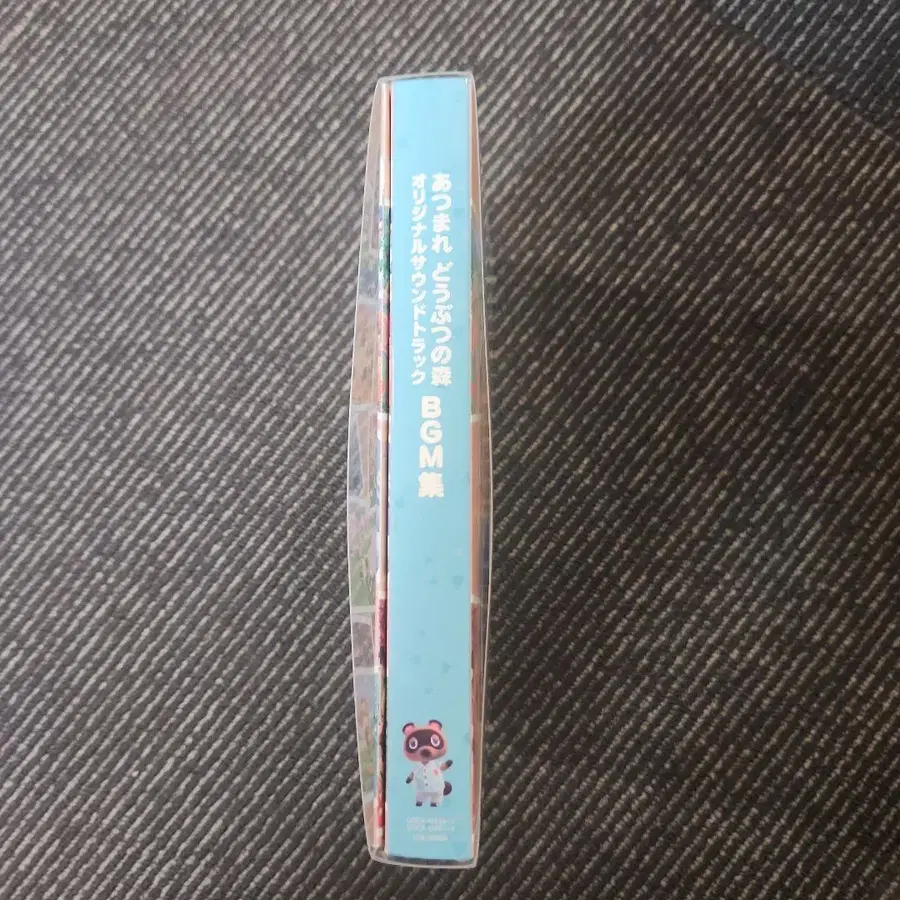 あつまれ どうぶつの森
オリジナルサウンドトラック
BGM集